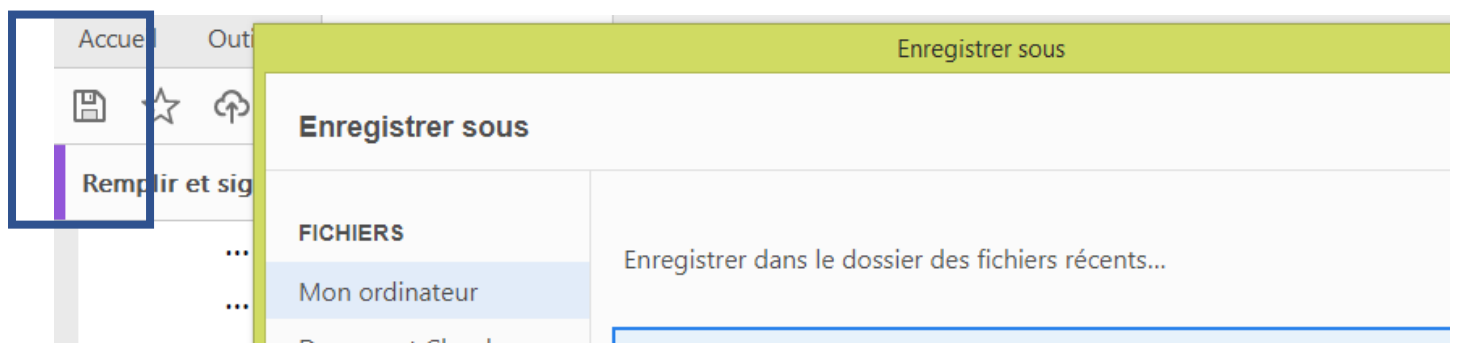 Accueil Outi
Enregistrer sous
Enregistrer sous
Remplir et sig
FICHIERS
...
Enregistrer dans le dossier des fichiers récents...
Mon ordinateur
...